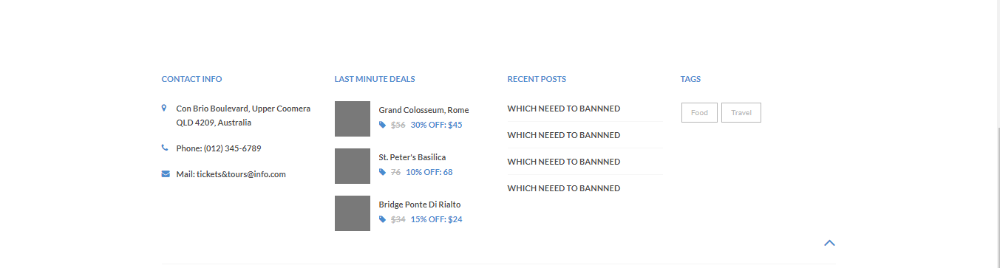 CONTACT INFO
Con Brio Boulevard, Upper Coomera
QLD 4209, Australia
Phone: (012) 345-6789
Mail: tickets&tours@info.com
LAST MINUTE DEALS
Grand Colosseum, Rome
$56 30% OFF: $45
St. Peter's Basilica
76 10% OFF: 68
Bridge Ponte Di Rialto
$34 15% OFF: $24
RECENT POSTS
WHICH NEEED TO BANNNED
WHICH NEEED TO BANNNED
WHICH NEEED TO BANNNED
WHICH NEEED TO BANNNED
TAGS
Food Travel